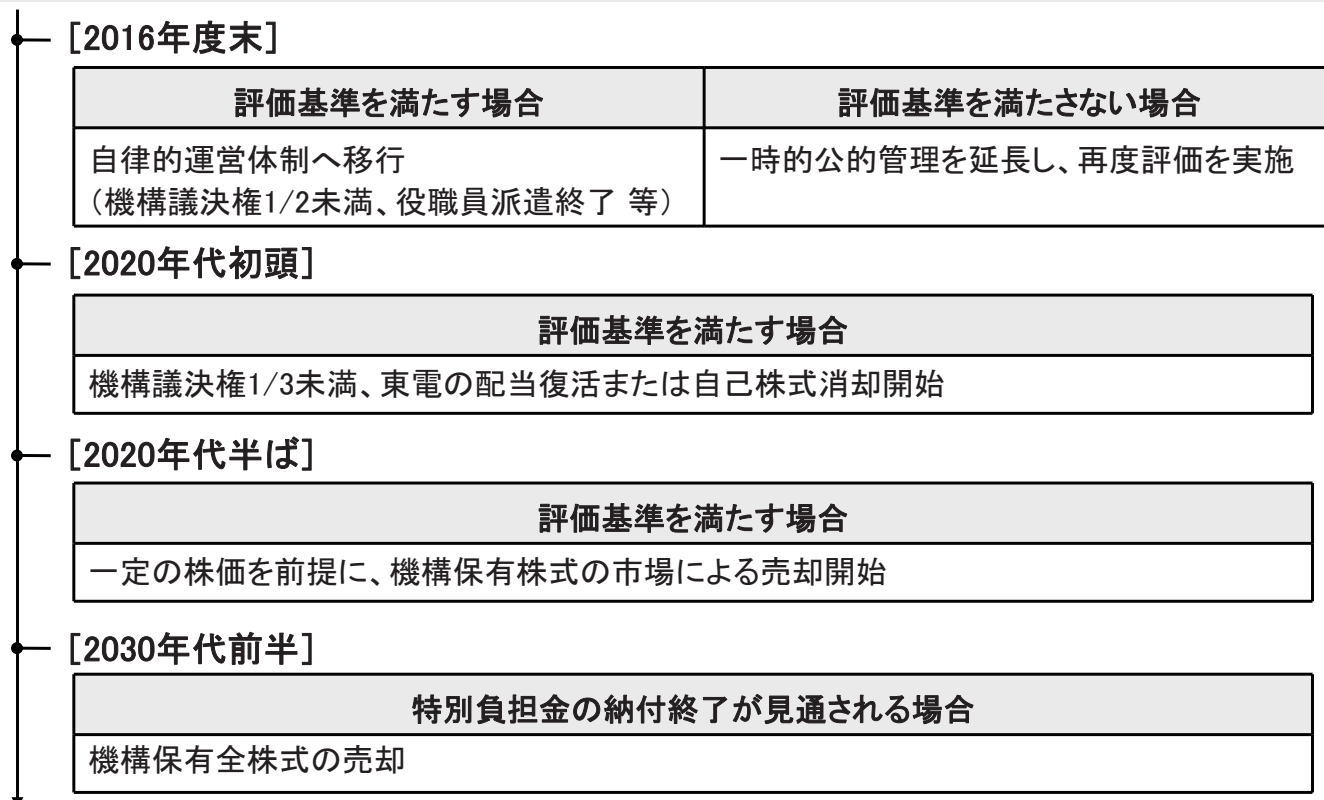 [2016年度末]
評価基準を満たす場合
評価基準を満たさない場合
自律的運営体制へ移行
（機構議決権1/2未満、役職員派遣終了 等）
一時的公的管理を延長し、再度評価を実施
[2020年代初頭]
評価基準を満たす場合
機構議決権1/3未満、東電の配当復活または自己株式消却開始
[2020年代半ば]
評価基準を満たす場合
一定の株価を前提に、機構保有株式の市場による売却開始
[2030年代前半]
特別負担金の納付終了が見通される場合
機構保有全株式の売却